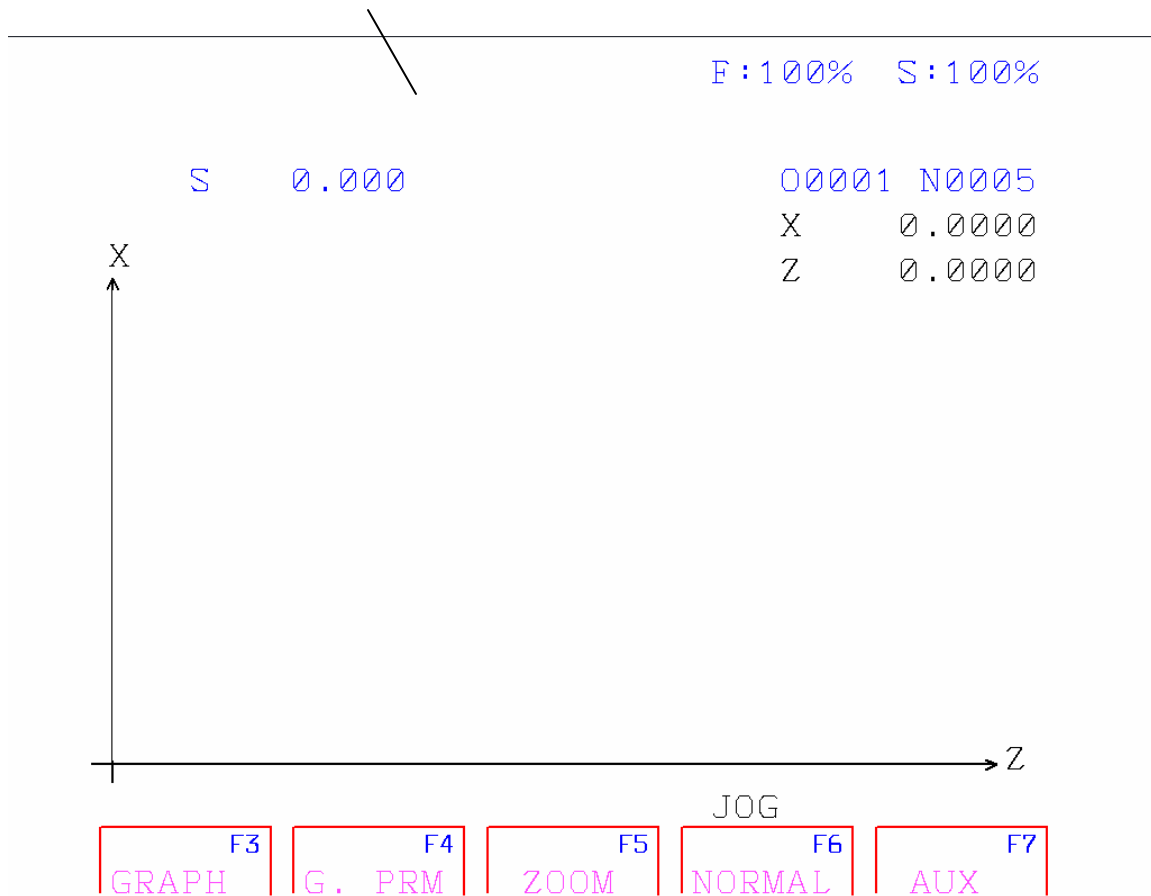 F:100% S:100%
S 0.000 O0001 N0005
X 0.0000
X
Z 0.0000
Z
JOG
F3 F4 F5 F6 F7
GRAPH G. PRM ZOOM NORMAL AUX